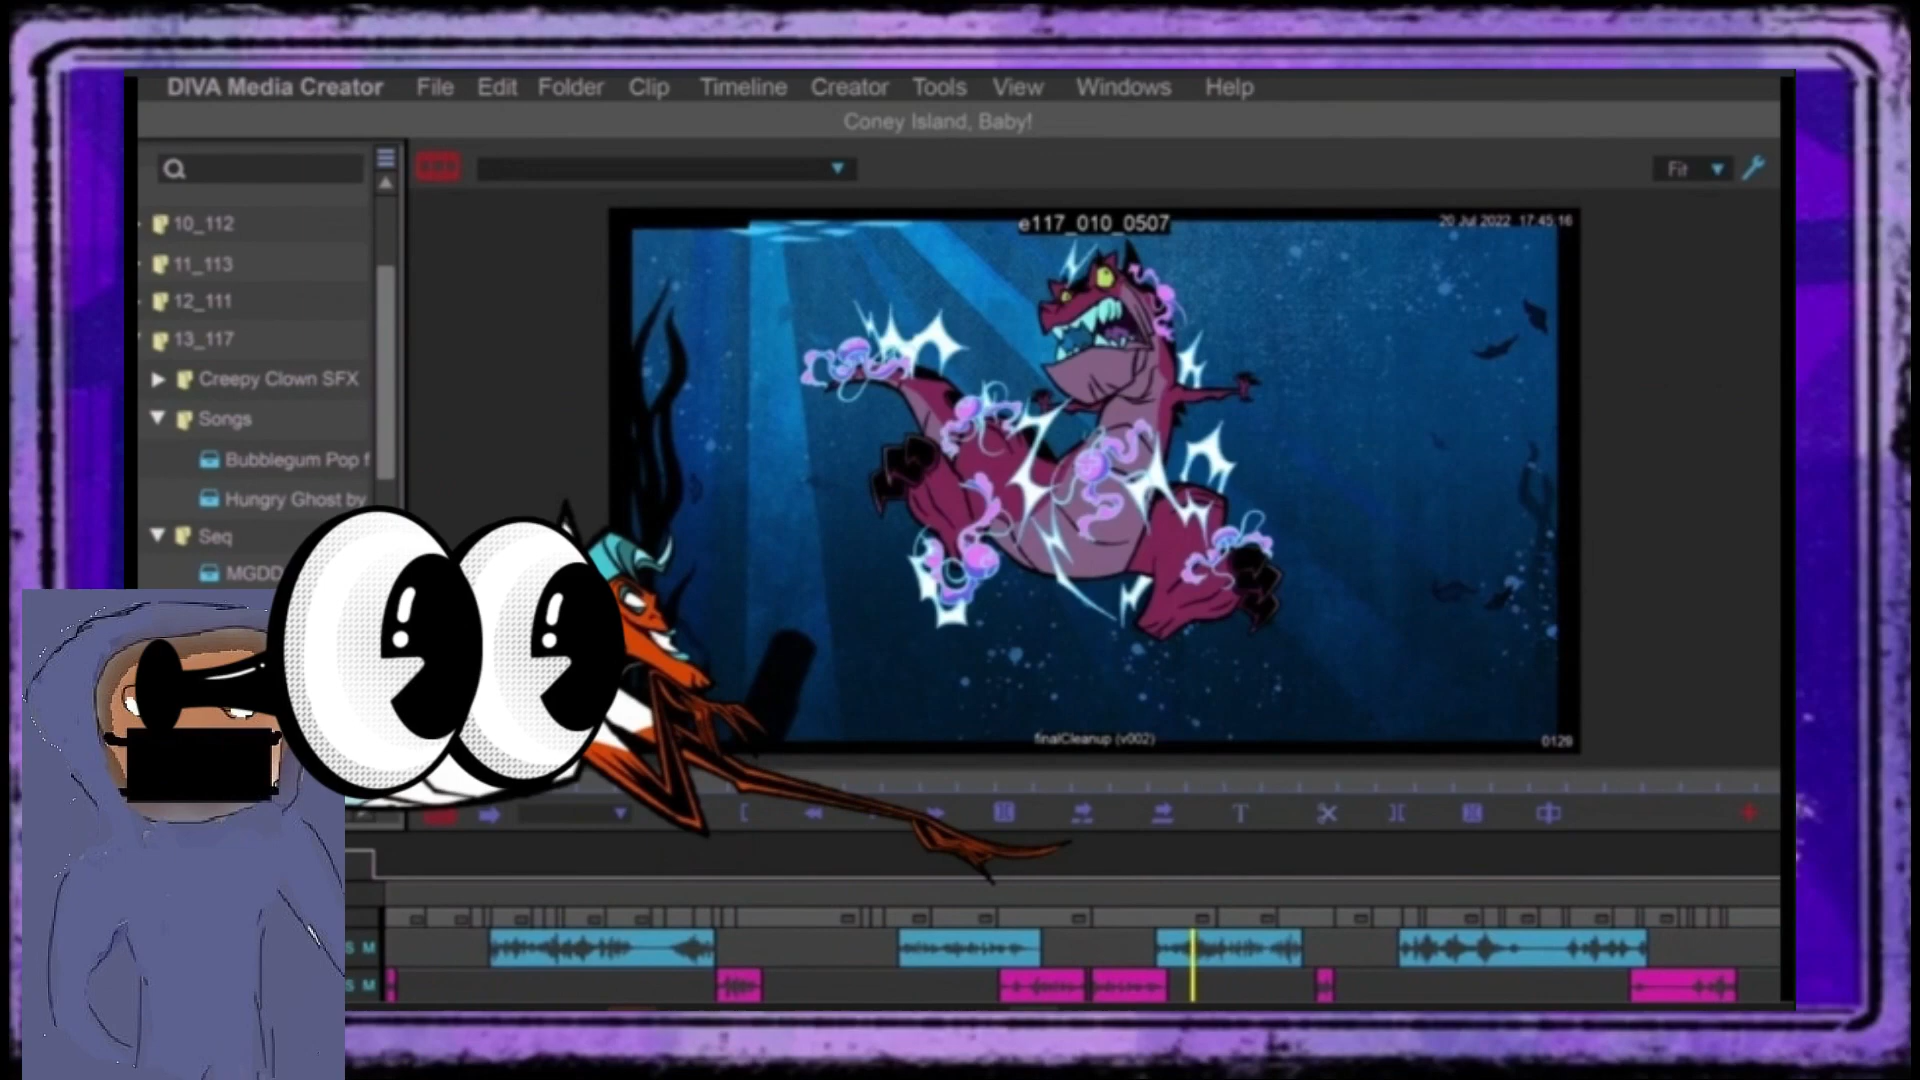 DIVA Media Creator File Edit Folder Clip Timeline Creator Tools View Windows Help
Coney Island, Baby!
Fit
e117_010_0507
20 Jul 2022 17:45:16
10_112
11_113
12_111
13_117
Creepy Clown SFX
Songs
Bubblegum Pop f
Hungry Ghost by
Seq
MGDD
finalCleanup (v002)
0129
T
S M
S M